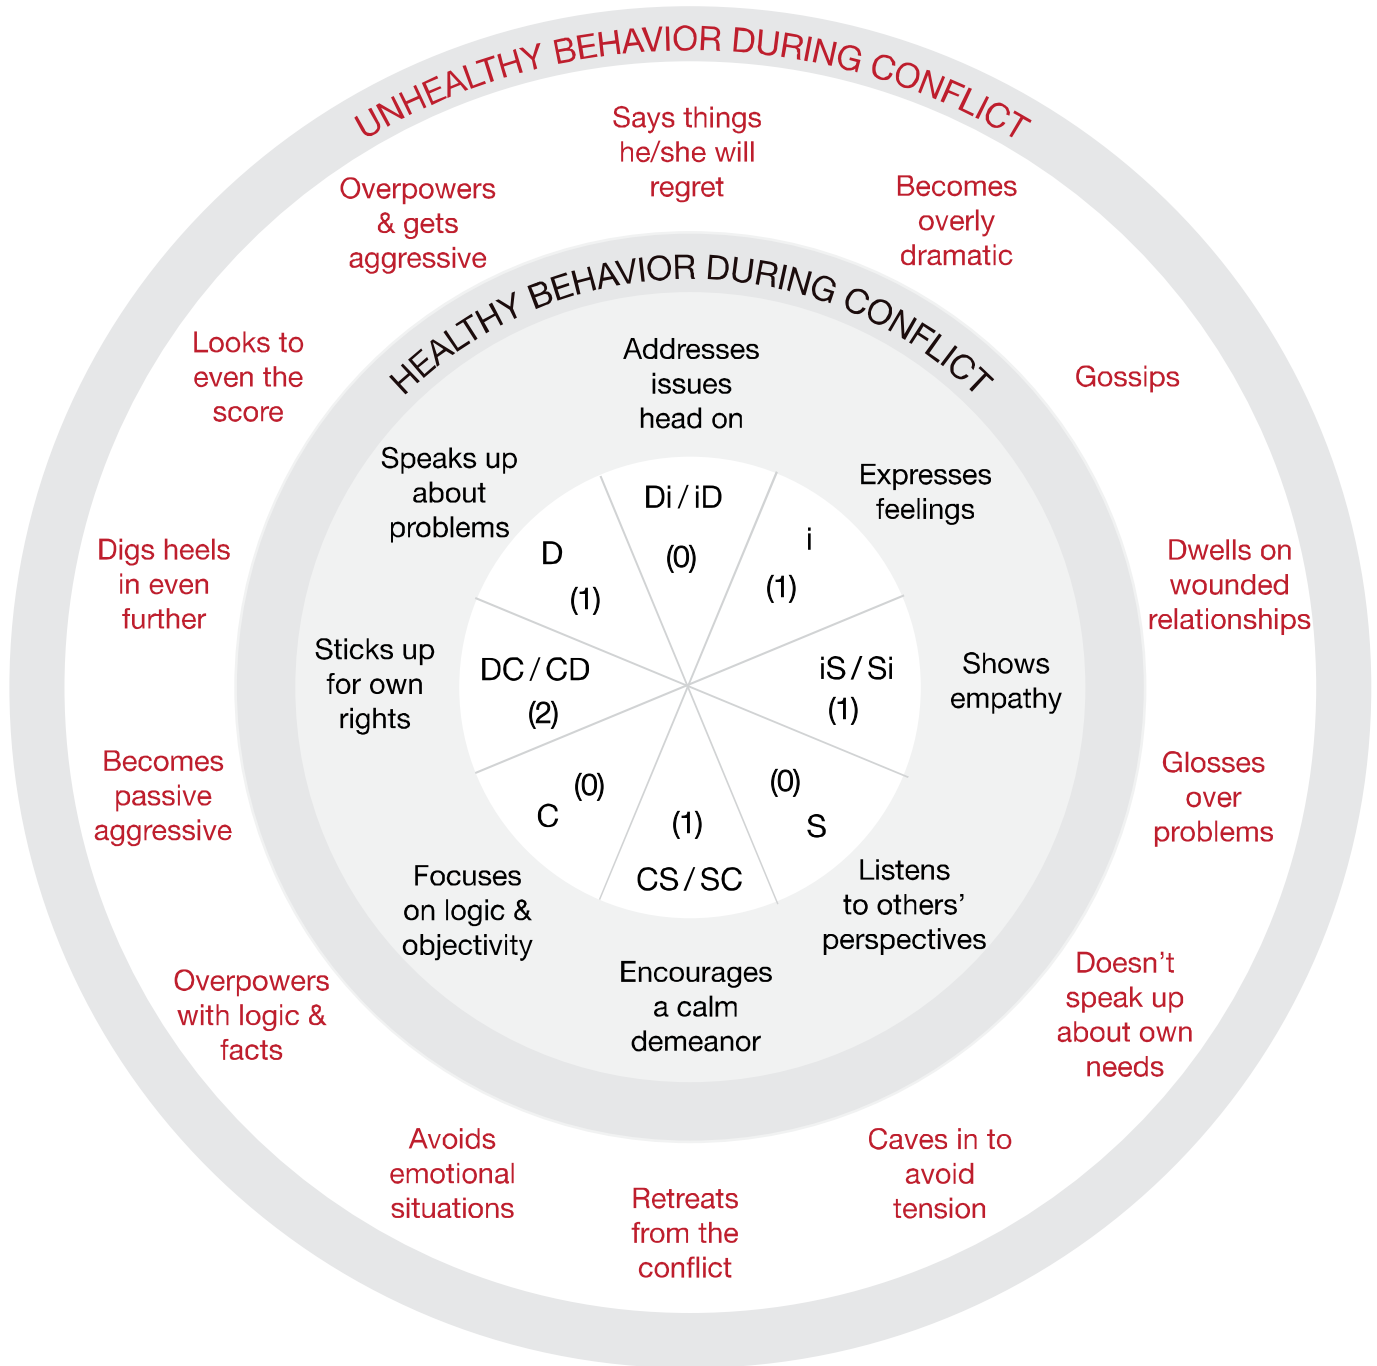 UNHEALTHY BEHAVIOR DURING CONFLICT
Says things
he/she will
regret
Becomes
overly
dramatic
Gossips
Dwells on
wounded
relationships
Glosses
over
problems
Doesn’t
speak up
about own
needs
Caves in to
avoid
tension
Retreats
from the
conflict
Avoids
emotional
situations
Overpowers
with logic &
facts
Becomes
passive
aggressive
Digs heels
in even
further
Looks to
even the
score
Overpowers
& gets
aggressive
HEALTHY BEHAVIOR DURING CONFLICT
Addresses
issues
head on
Expresses
feelings
Shows
empathy
Listens
to others’
perspectives
Encourages
a calm
demeanor
Focuses
on logic &
objectivity
Sticks up
for own
rights
Speaks up
about
problems
Di / iD
(0)
i
(1)
iS / Si
(1)
(0)
S
(1)
CS / SC
(0)
C
DC / CD
(2)
D
(1)